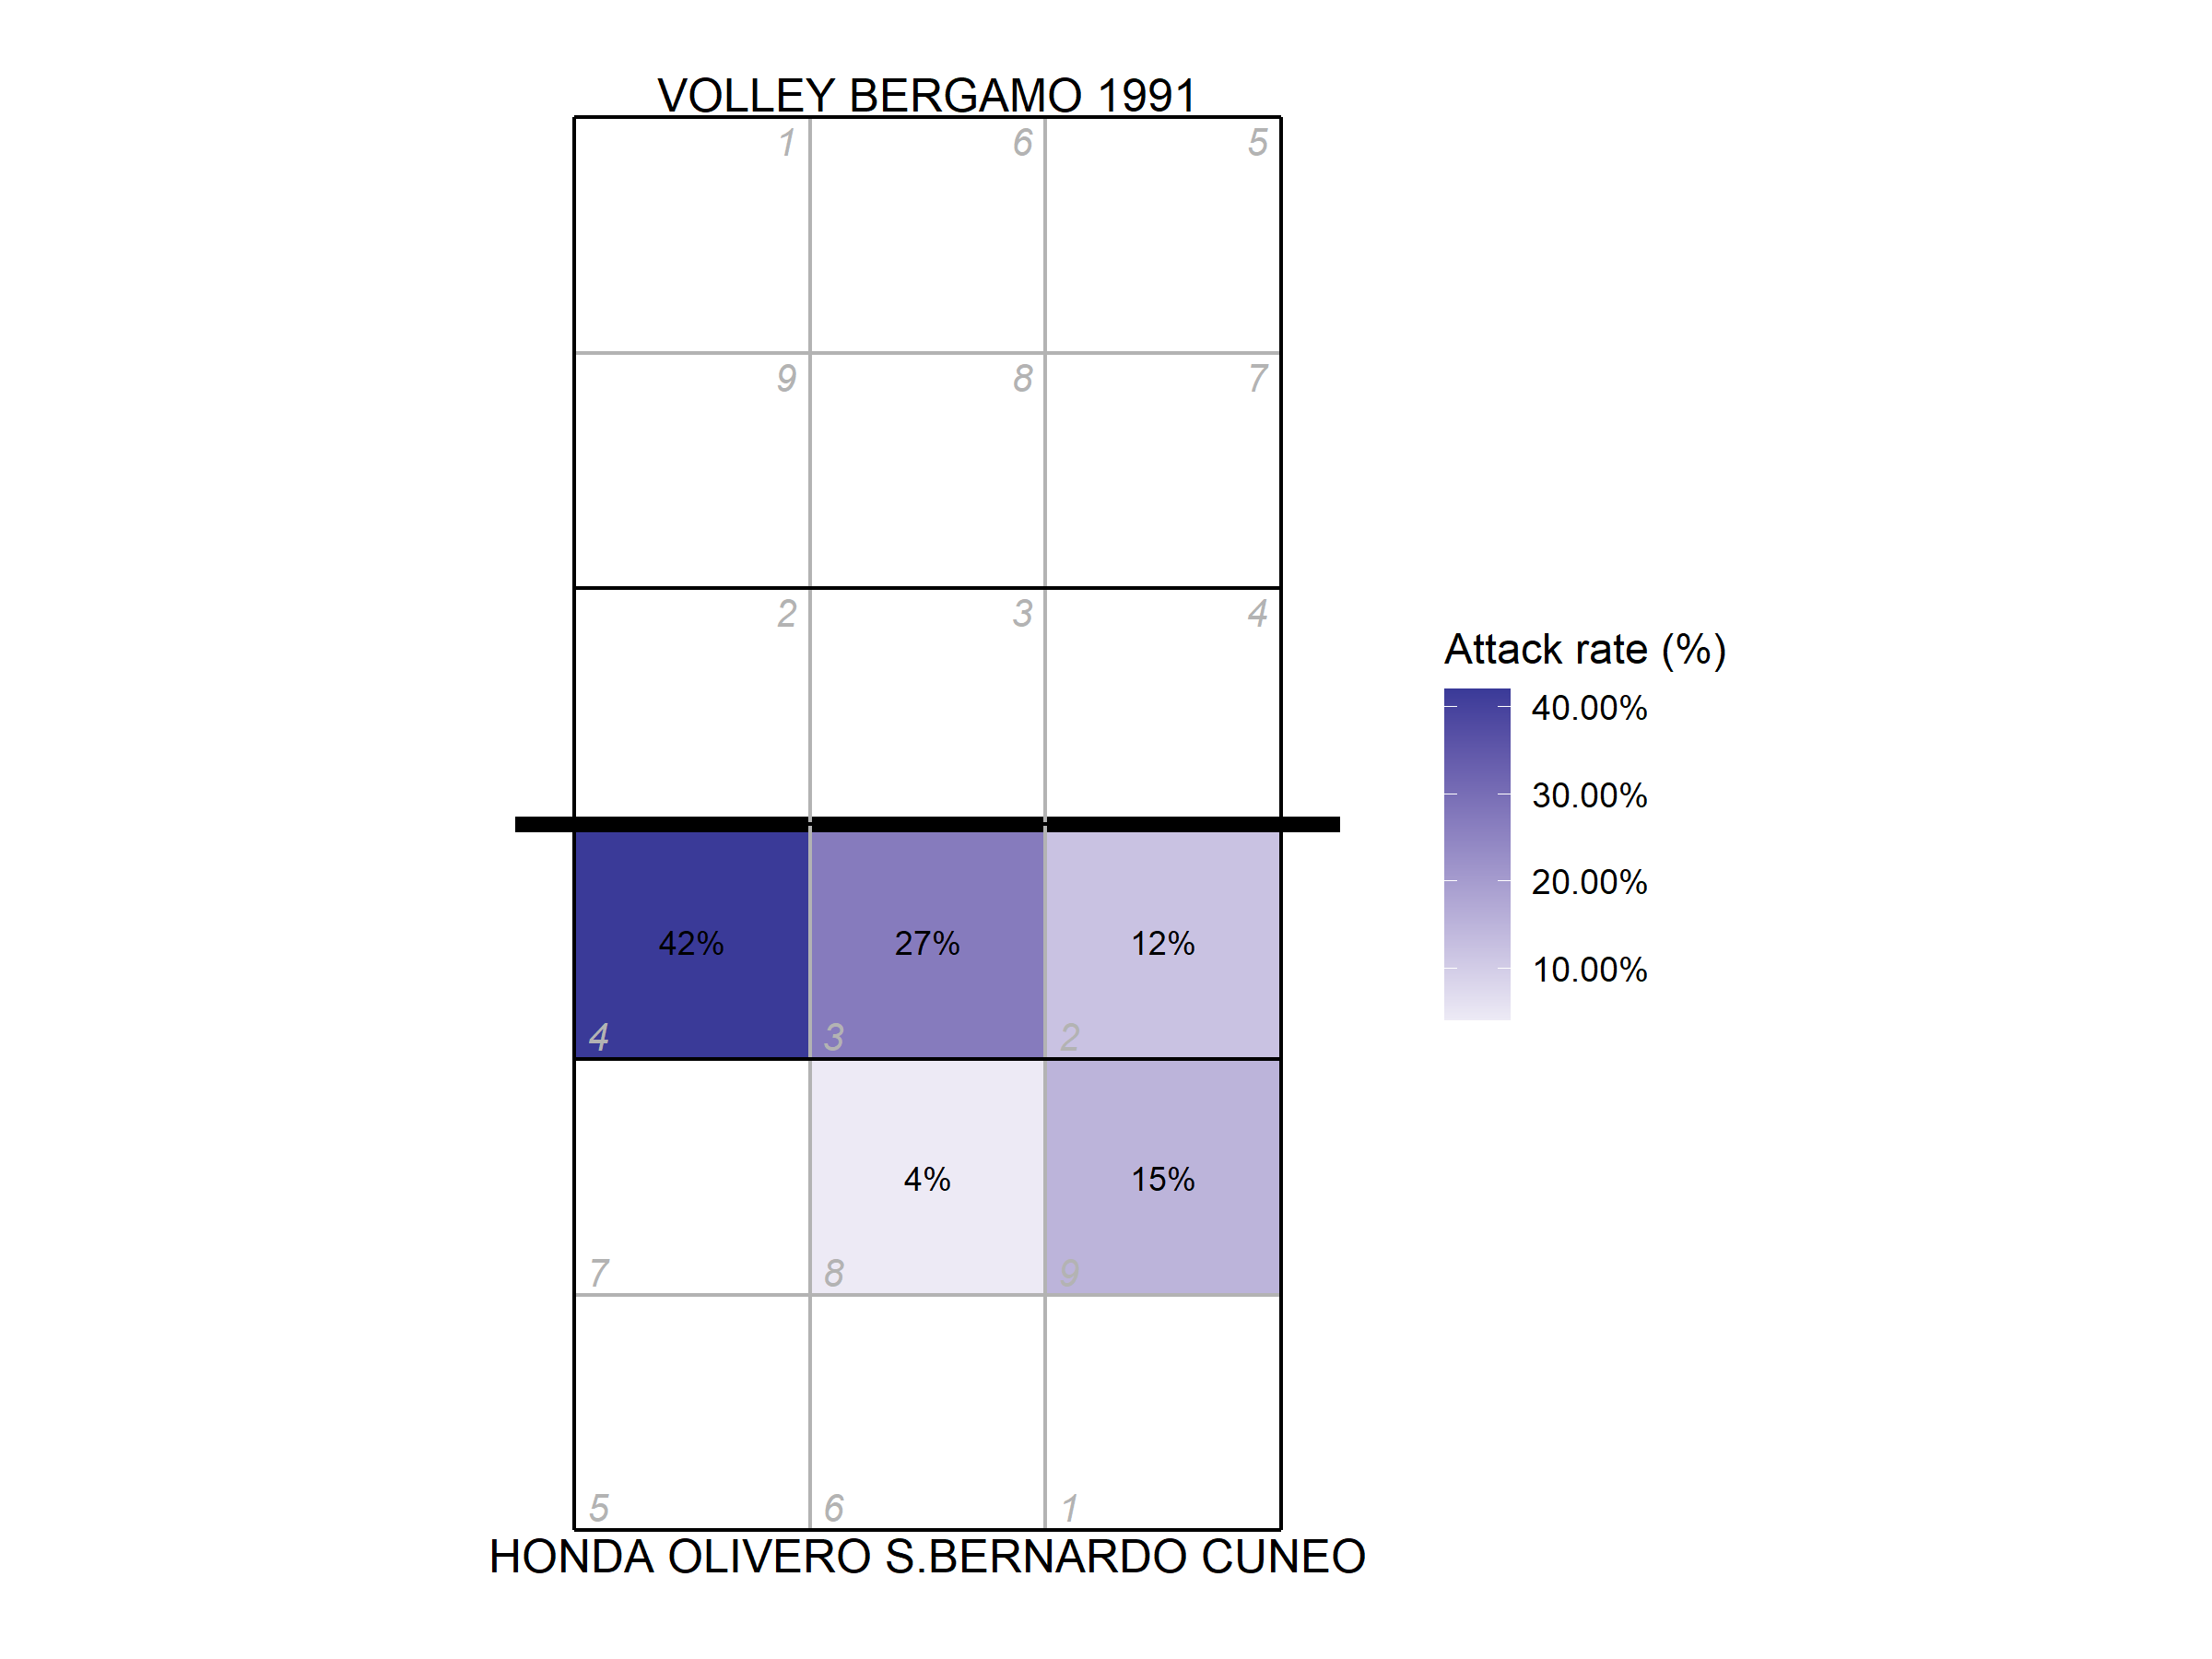 VOLLEY BERGAMO 1991
1 6 5
9 8 7
2 3 4
Attack rate (%)
40.00%
30.00%
20.00%
10.00%
42% 27% 12%
4 3 2
4% 15%
7 8 9
5 6 1
HONDA OLIVERO S.BERNARDO CUNEO